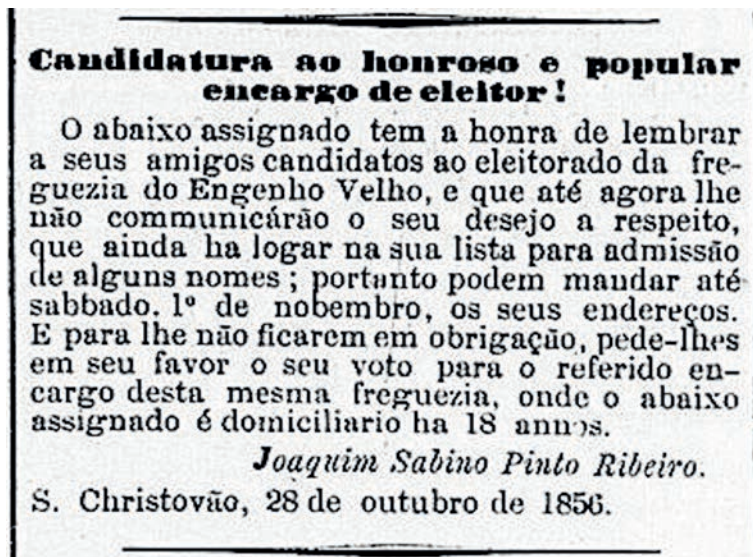 Candidatura ao honroso e popular
encargo de eleitor!
O abaixo assignado tem a honra de lembrar
a seus amigos candidatos ao eleitorado da fre-
guezia do Engenho Velho, e que até agora lhe
não communicárão o seu desejo a respeito,
que ainda ha logar na sua lista para admissão
de alguns nomes; portanto podem mandar até
sabbado, 1º de nobembro, os seus endereços.
E para lhe não ficarem em obrigação, pede-lhes
em seu favor o seu voto para o referido en-
cargo desta mesma freguezia, onde o abaixo
assignado é domiciliario ha 18 annos.
Joaquim Sabino Pinto Ribeiro.
S. Christovão, 28 de outubro de 1856.